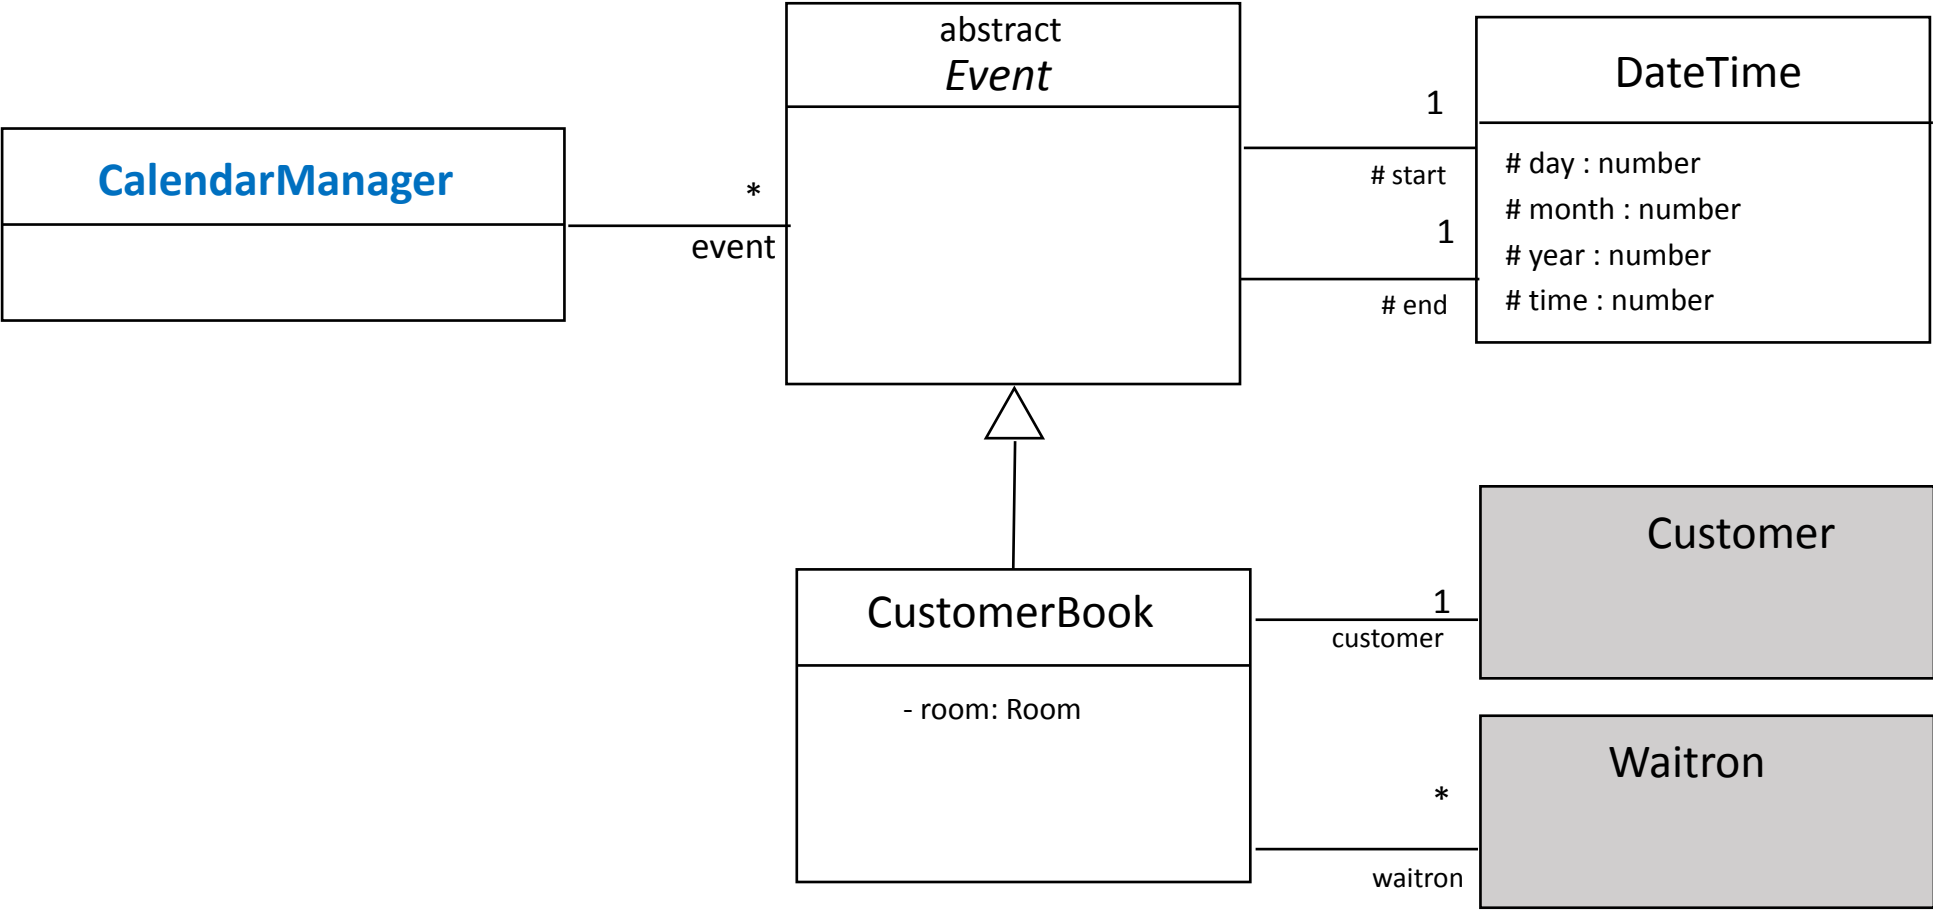 abstract
Event
DateTime
CalendarManager
*
event
1
# start
1
# end
# day : number
# month : number
# year : number
# time : number
CustomerBook
- room: Room
1
customer
Customer
*
waitron
Waitron